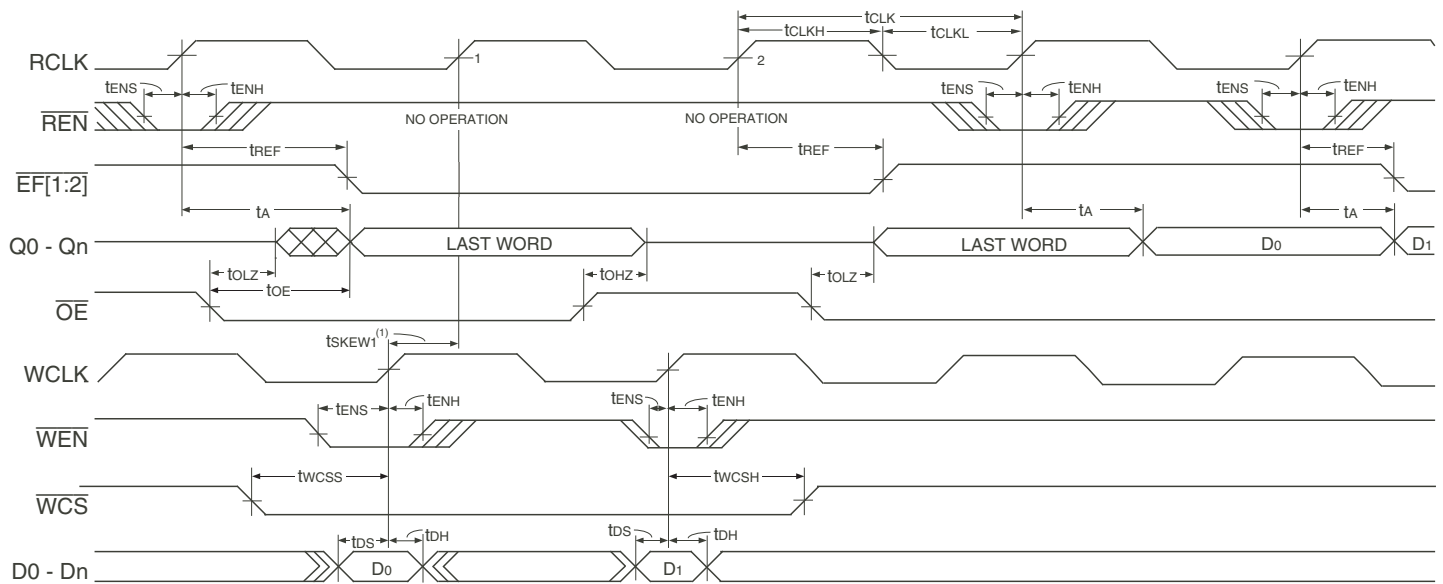 tCLK
tCLKH tCLKL
RCLK 1 2
tENS tENH tENS tENH tENS tENH
REN NO OPERATION NO OPERATION
tREF tREF tREF
EF[1:2]
tA tA tA
Q0 - Qn LAST WORD LAST WORD D0 D1
tOLZ tOHZ tOLZ
tOE
OE
tSKEW1(1)
WCLK
tENS tENH tENS tENH
WEN
tWCSS tWCSH
WCS
tDS tDH tDS tDH
D0 - Dn D0 D1